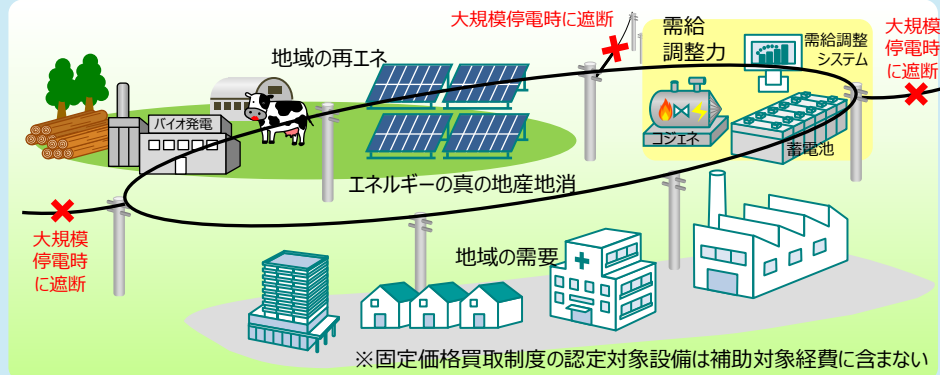 大規模停電時に遮断
地域の再エネ
需給
調整力
需給調整
システム
大規模
停電時
に遮断
バイオ発電
コジェネ
蓄電池
エネルギーの真の地産地消
大規模
停電時
に遮断
地域の需要
※固定価格買取制度の認定対象設備は補助対象経費に含まない